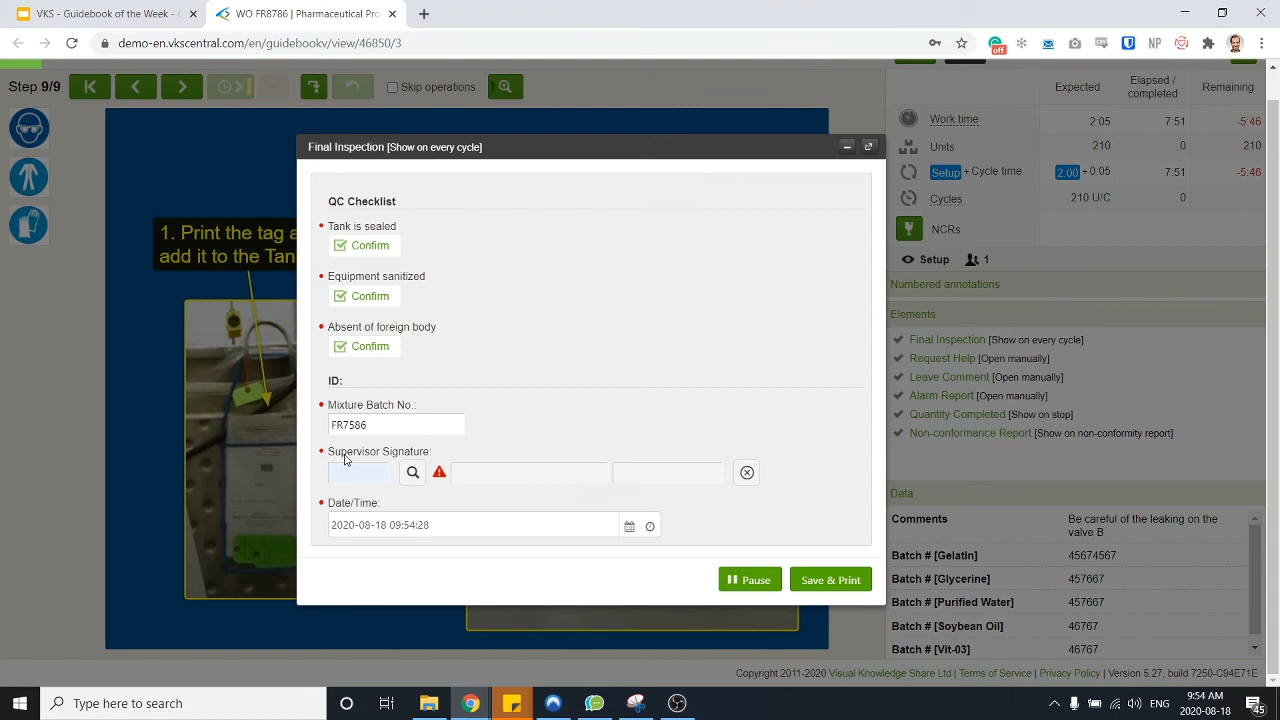 VKS - Guidebook of the Week - C
WO FR8786 | Pharmaceutical Pro
demo-en.vkscentral.com/en/guidebookv/view/46850/3
off
NP
Step 9/9
Skip operations
1. Print the tag a
add it to the Tan
Final Inspection [Show on every cycle]
QC Checklist
Tank is sealed
Confirm
Equipment sanitized
Confirm
Absent of foreign body
Confirm
ID:
Mixture Batch No.:
FR7586
Supervisor Signature:
Date/Time:
2020-08-18 09:54:28
Pause
Save & Print
Expected
Elapsed /
completed
Remaining
Work time 2:05 7:51 -5:46
Units 210 0 210
Setup + Cycle time 2:00 + 0:05 7:51 -5:46
Cycles 210 U/C 0
NCRs
Setup 1
Numbered annotations
Elements
Final Inspection [Show on every cycle]
Request Help [Open manually]
Leave Comment [Open manually]
Alarm Report [Open manually]
Quantity Completed [Show on stop]
Non-conformance Report [Show on non-conformity report]
Data
Comments Be careful of the leaking on the
valve B
Batch # [Gelatin] 45674567
Batch # [Glycerine] 457667
Batch # [Purified Water] 457667
Batch # [Soybean Oil] 46767
Batch # [Vit-03] 46767
Copyright 2011-2020 Visual Knowledge Share Ltd | Terms of Service | Privacy Policy | Version 5.27, build 7250-C94E71E
Type here to search
ENG
9:54 AM
2020-08-18
45